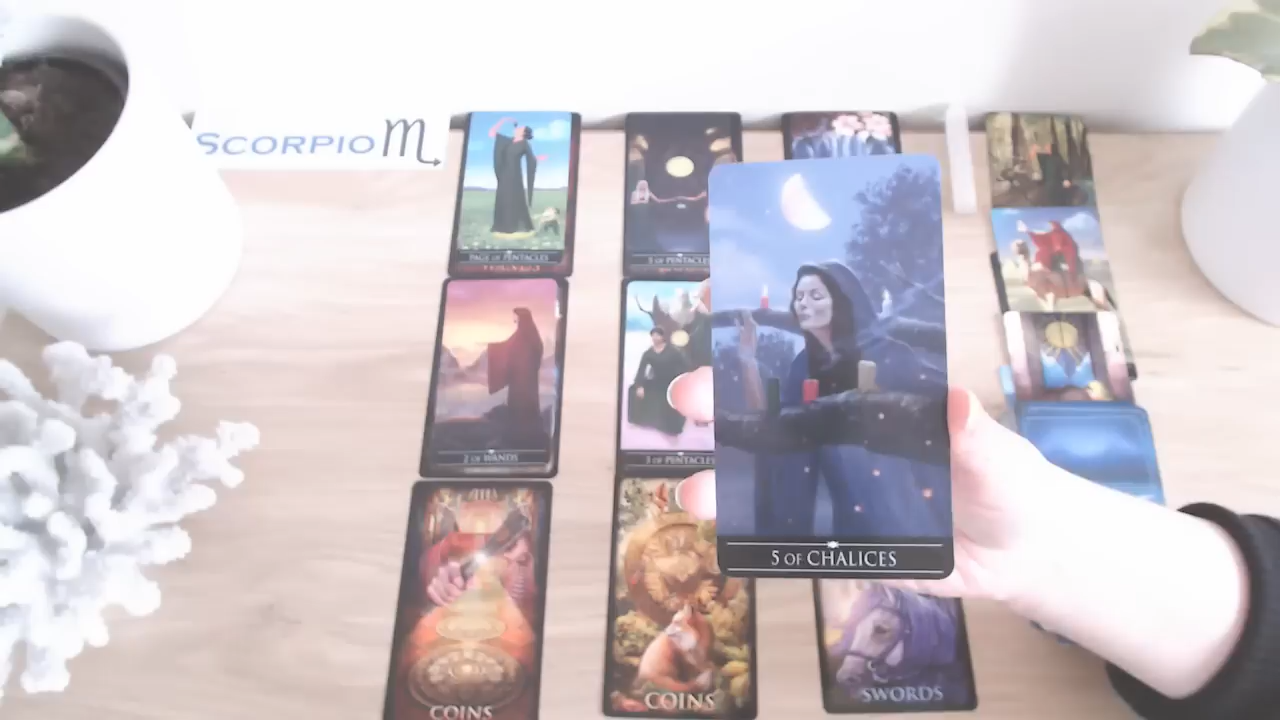 SCORPIO ♏
PAGE OF PENTACLES
5 OF PENTACLES
2 OF WANDS
3 OF PENTACLES
5 OF CHALICES
COINS
COINS
SWORDS